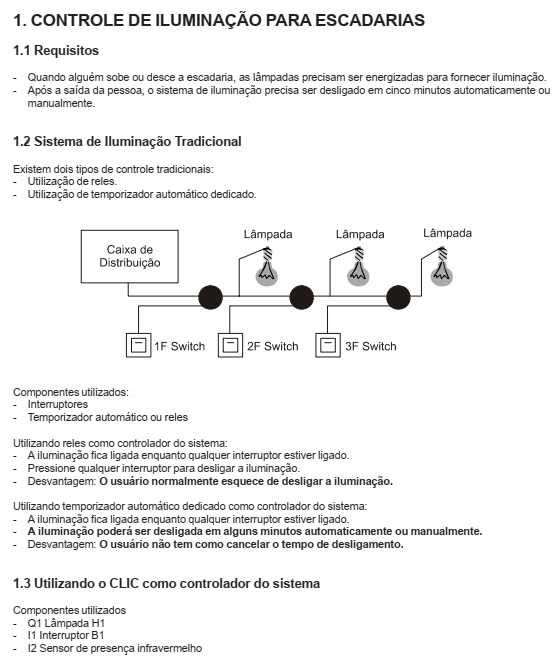 1. CONTROLE DE ILUMINAÇÃO PARA ESCADARIAS
1.1 Requisitos
- Quando alguém sobe ou desce a escadaria, as lâmpadas precisam ser energizadas para fornecer iluminação.
- Após a saída da pessoa, o sistema de iluminação precisa ser desligado em cinco minutos automaticamente ou
manualmente.
1.2 Sistema de Iluminação Tradicional
Existem dois tipos de controle tradicionais:
- Utilização de reles.
- Utilização de temporizador automático dedicado.
Lâmpada Lâmpada Lâmpada
Caixa de
Distribuição
1F Switch 2F Switch 3F Switch
Componentes utilizados:
- Interruptores
- Temporizador automático ou reles
Utilizando reles como controlador do sistema:
- A iluminação fica ligada enquanto qualquer interruptor estiver ligado.
- Pressione qualquer interruptor para desligar a iluminação.
- Desvantagem: O usuário normalmente esquece de desligar a iluminação.
Utilizando temporizador automático dedicado como controlador do sistema:
- A iluminação fica ligada enquanto qualquer interruptor estiver ligado.
- A iluminação poderá ser desligada em alguns minutos automaticamente ou manualmente.
- Desvantagem: O usuário não tem como cancelar o tempo de desligamento.
1.3 Utilizando o CLIC como controlador do sistema
Componentes utilizados
- Q1 Lâmpada H1
- I1 Interruptor B1
- I2 Sensor de presença infravermelho